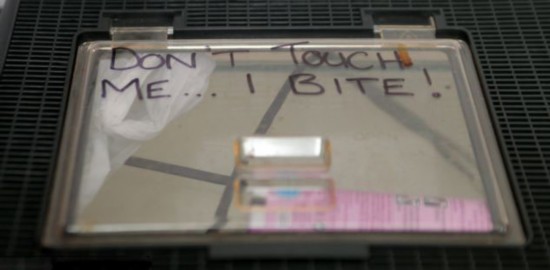 DON'T TOUCH
ME... I BITE!